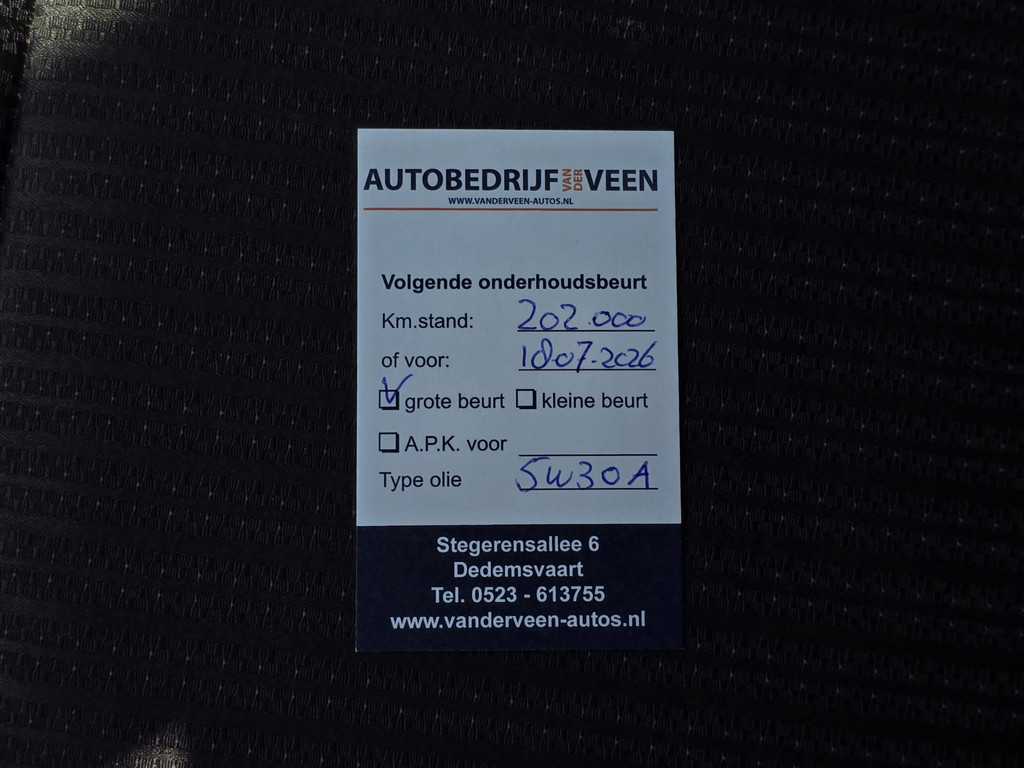 AUTOBEDRIJF VAN DER VEEN
WWW.VANDERVEEN-AUTOS.NL
Volgende onderhoudsbeurt
Km.stand: 202.000
of voor: 18-07-2026
grote beurt kleine beurt
A.P.K. voor
Type olie 5W30A
Stegerensallee 6
Dedemsvaart
Tel. 0523 - 613755
www.vanderveen-autos.nl